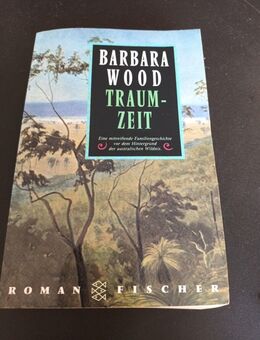 BARBARA
WOOD
TRAUM-
ZEIT
Eine mitreißende Familiengeschichte
vor dem Hintergrund
der australischen Wildnis.
ROMAN FISCHER